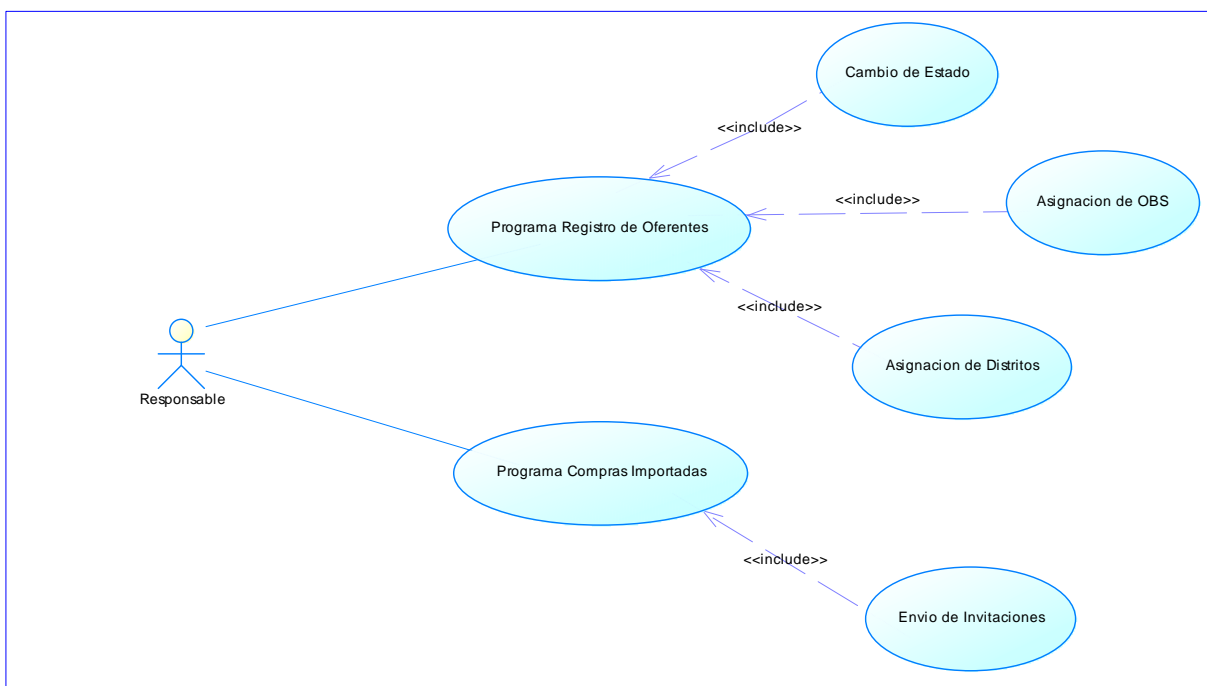 Cambio de Estado
<<include>>
Asignacion de OBS
<<include>>
Programa Registro de Oferentes
<<include>>
Asignacion de Distritos
Responsable
Programa Compras Importadas
<<include>>
Envio de Invitaciones